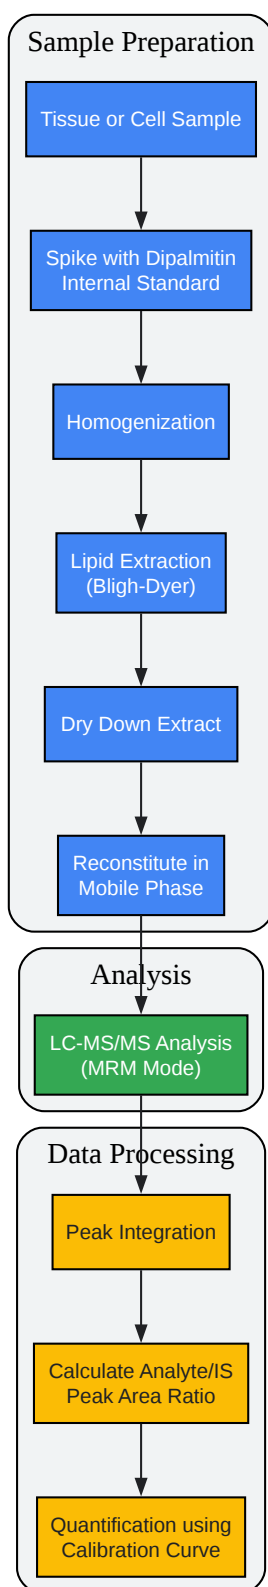 Sample Preparation
Tissue or Cell Sample
Spike with Dipalmitin
Internal Standard
Homogenization
Lipid Extraction
(Bligh-Dyer)
Dry Down Extract
Reconstitute in
Mobile Phase
Analysis
LC-MS/MS Analysis
(MRM Mode)
Data Processing
Peak Integration
Calculate Analyte/IS
Peak Area Ratio
Quantification using
Calibration Curve